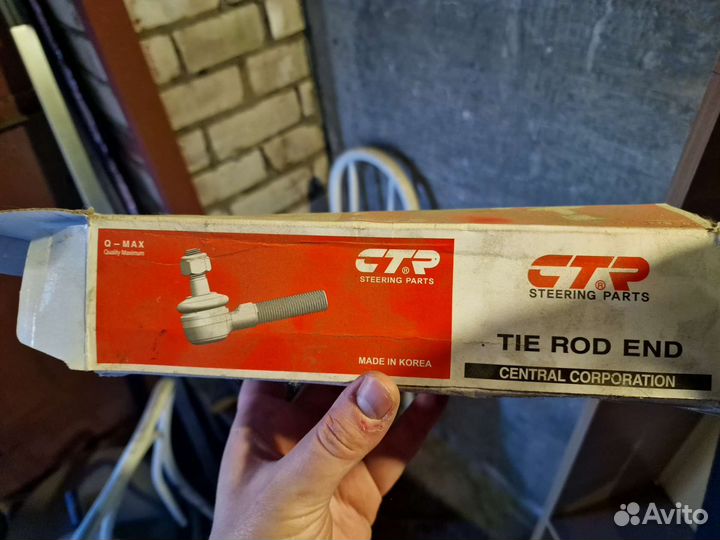 Q - MAX
Quality Maximum
CTR
®
STEERING PARTS
MADE IN KOREA
CTR
®
STEERING PARTS
TIE ROD END
CENTRAL CORPORATION
Avito